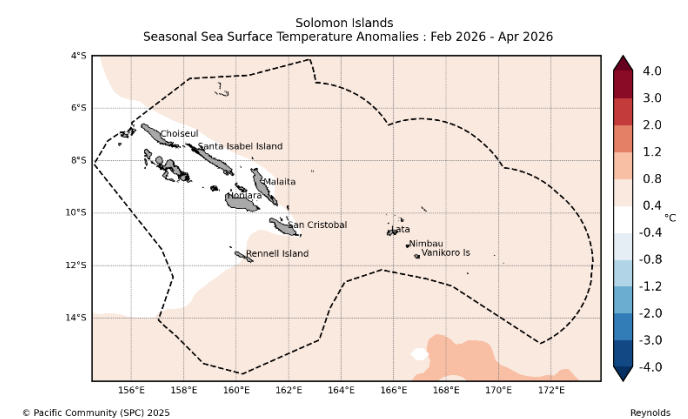 Solomon Islands
Seasonal Sea Surface Temperature Anomalies : Feb 2026 - Apr 2026
4°S
6°S
8°S
10°S
12°S
14°S
Choiseul
Santa Isabel Island
Malaita
Honiara
San Cristobal
Lata
Nimbau
Vanikoro Is
Rennell Island
156°E 158°E 160°E 162°E 164°E 166°E 168°E 170°E 172°E
4.0
3.0
2.0
1.2
0.8
0.4
-0.4
-0.8
-1.2
-2.0
-3.0
-4.0
°C
© Pacific Community (SPC) 2025
Reynolds